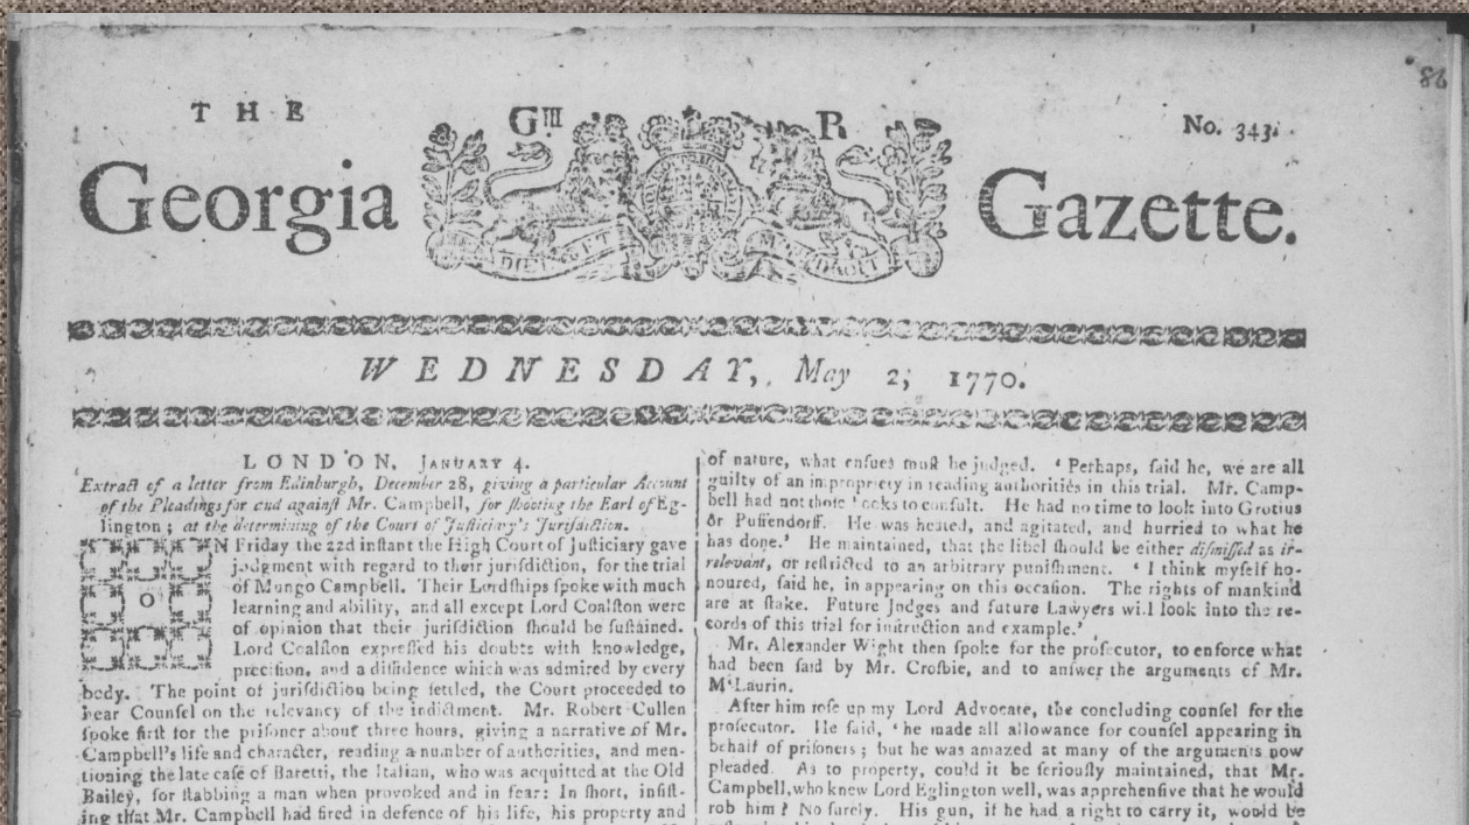 86
THE
GIII R
No. 343.
Georgia Gazette.
DIEU ET MON DROIT
WEDNESDAY, May 2, 1770.
LONDON, JANUARY 4.
Extract of a letter from Edinburgh, December 28, giving a particular Account
of the Pleadings for and against Mr. Campbell, for ſhooting the Earl of Eg-
lington; at the determining of the Court of Juſticiary's Jurisdiction.
ON Friday the 22d inſtant the High Court of Juſticiary gave
judgment with regard to their jurisdiction, for the trial
of Mungo Campbell. Their Lordſhips ſpoke with much
learning and ability, and all except Lord Coalſton were
of opinion that their juriſdiction ſhould be ſuſtained.
Lord Coalſton expreſſed his doubts with knowledge,
preciſion, and a diffidence which was admired by every
body. The point of juriſdiction being ſettled, the Court proceeded to
hear Counſel on the relevancy of the indictment. Mr. Robert Cullen
ſpoke firſt for the priſoner about three hours, giving a narrative of Mr.
Campbell's life and character, reading a number of authorities, and men-
tioning the late caſe of Baretti, the Italian, who was acquitted at the Old
Bailey, for ſtabbing a man when provoked and in fear: In ſhort, inſiſt-
ing that Mr. Campbell had fired in defence of his life, his property and
of nature, what enſues muſt be judged. ‘ Perhaps, ſaid he, we are all
guilty of an impropriety in reading authorities in this trial. Mr. Camp-
bell had not thoſe books to conſult. He had no time to look into Grotius
or Puffendorff. He was heated, and agitated, and hurried to what he
has done.’ He maintained, that the libel ſhould be either diſmiſſed as ir-
relevant, or reſtricted to an arbitrary puniſhment. ‘ I think myſelf ho-
noured, ſaid he, in appearing on this occaſion. The rights of mankind
are at ſtake. Future Judges and future Lawyers will look into the re-
cords of this trial for inſtruction and example.’
Mr. Alexander Wight then ſpoke for the proſecutor, to enforce what
had been ſaid by Mr. Croſbie, and to anſwer the arguments of Mr.
M‘Laurin.
After him roſe up my Lord Advocate, the concluding counſel for the
proſecutor. He ſaid, ‘ he made all allowance for counſel appearing in
behalf of priſoners; but he was amazed at many of the arguments now
pleaded. As to property, could it be ſeriouſly maintained, that Mr.
Campbell, who knew Lord Eglington well, was apprehenſive that he would
rob him? No ſurely. His gun, if he had a right to carry it, would be